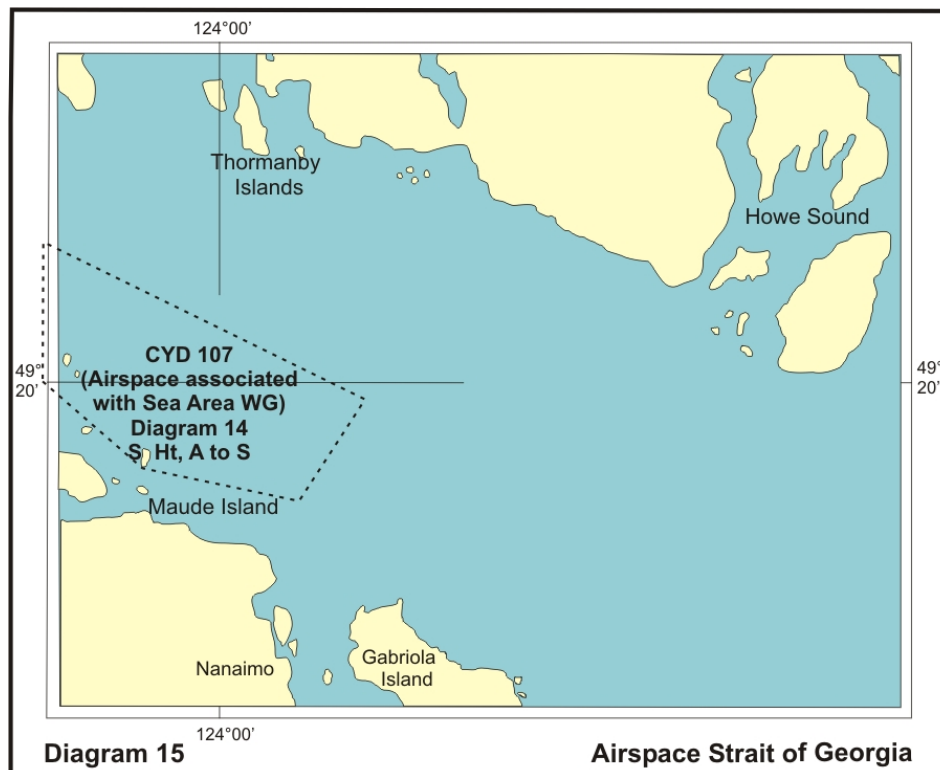 124°00’
Thormanby
Islands
Howe Sound
CYD 107
(Airspace associated
with Sea Area WG)
Diagram 14
S, Ht, A to S
49°
20’
49°
20’
Maude Island
Nanaimo
Gabriola
Island
124°00’
Diagram 15
Airspace Strait of Georgia